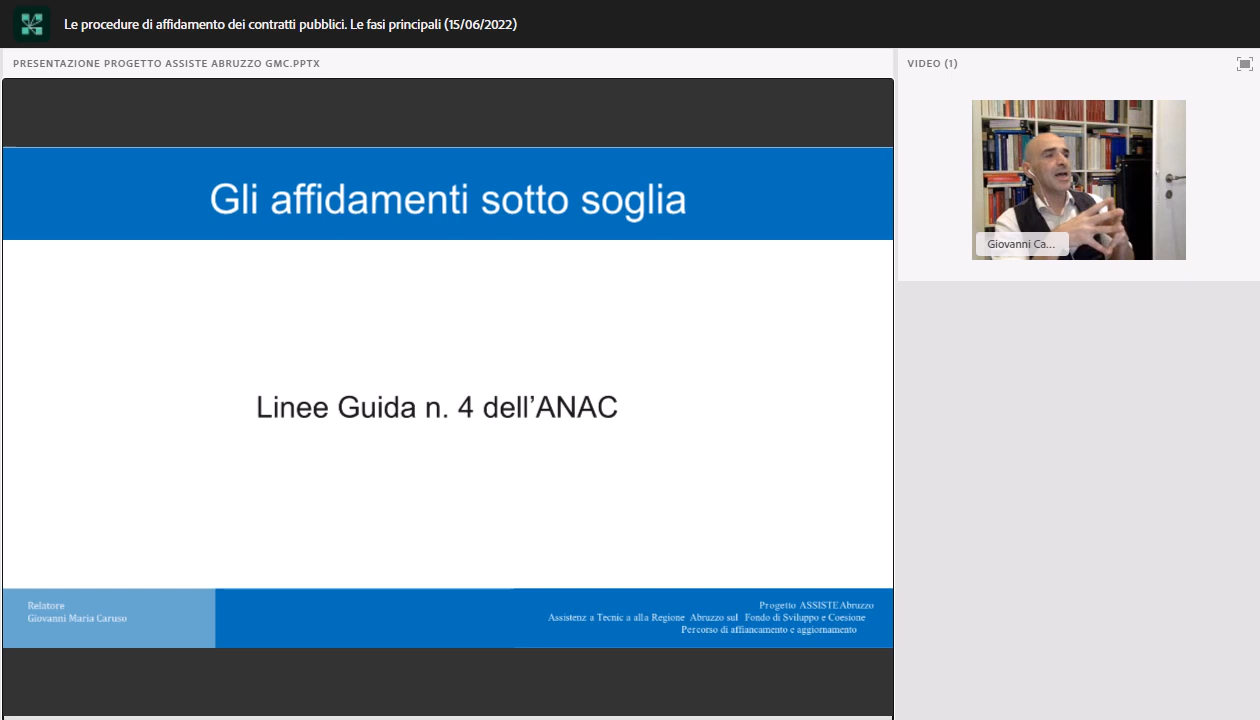 Le procedure di affidamento dei contratti pubblici. Le fasi principali (15/06/2022)
PRESENTAZIONE PROGETTO ASSISTE ABRUZZO GMC.PPTX
VIDEO (1)
Gli affidamenti sotto soglia
Giovanni Ca...
Linee Guida n. 4 dell’ANAC
Relatore
Giovanni Maria Caruso
Progetto ASSISTE Abruzzo
Assistenz a Tecnic a alla Regione Abruzzo sul Fondo di Sviluppo e Coesione
Percorso di affiancamento e aggiornamento